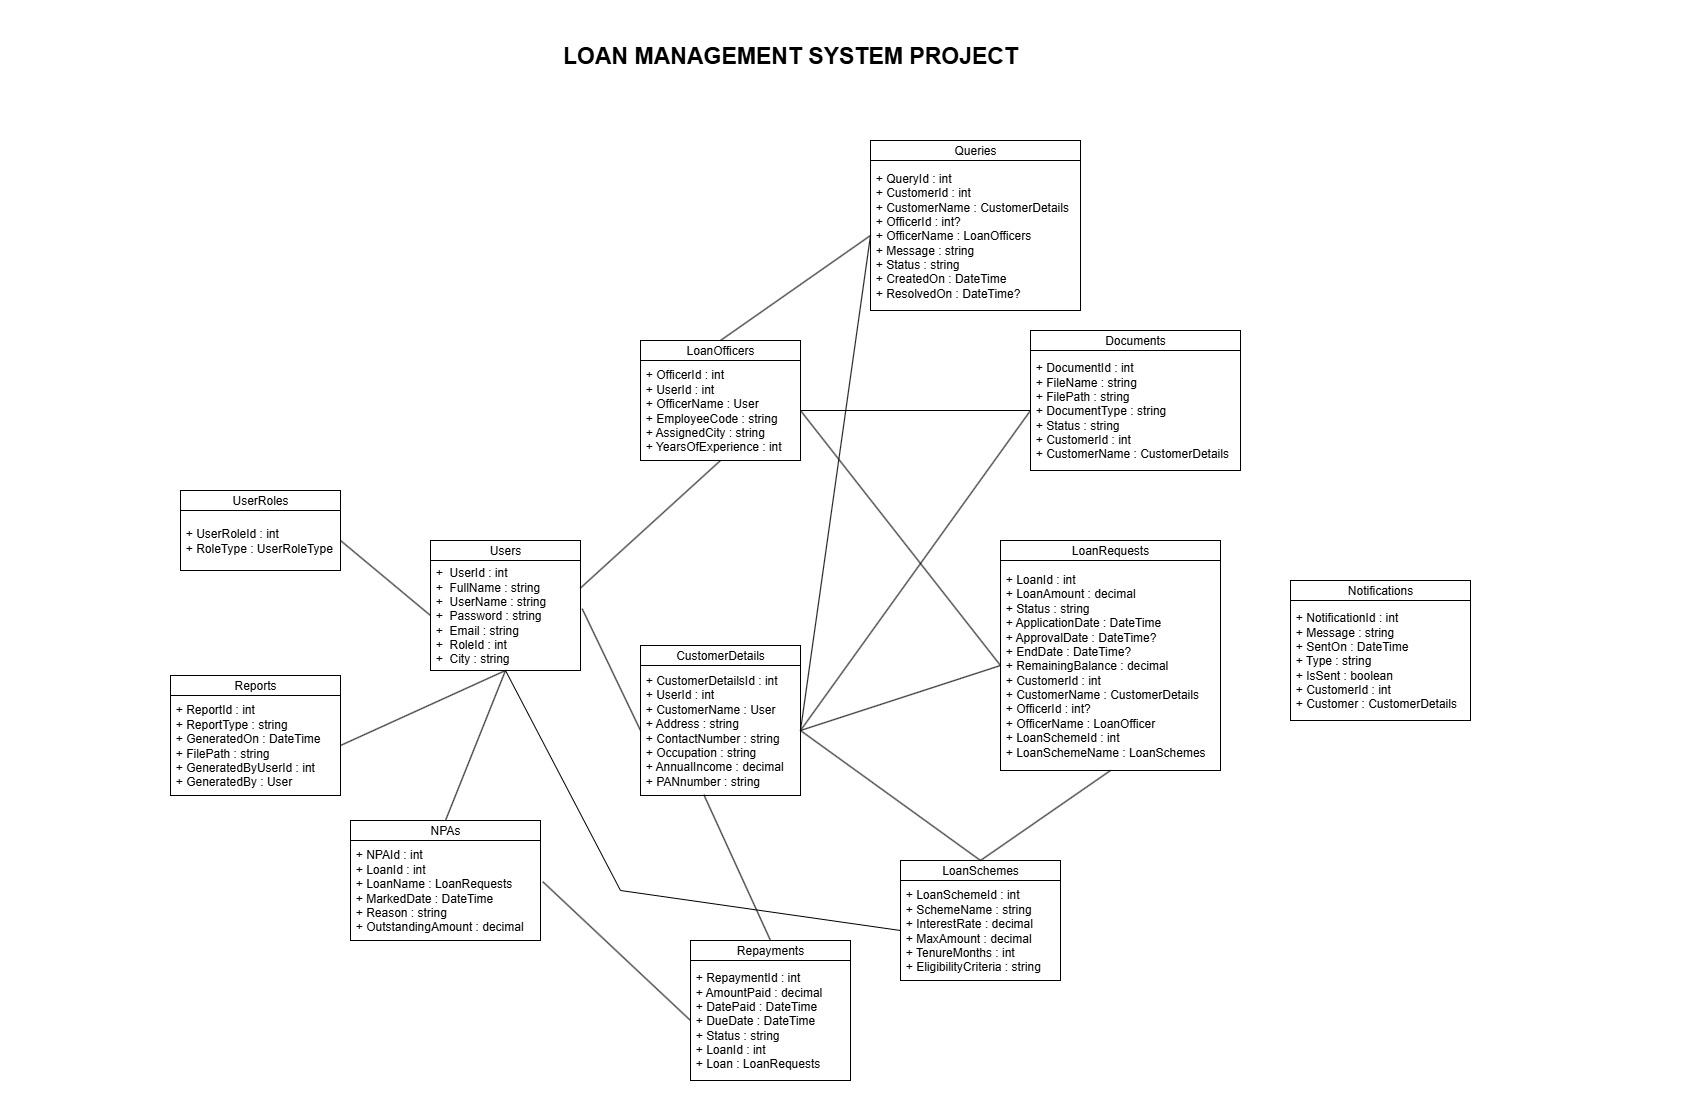 LOAN MANAGEMENT SYSTEM PROJECT
Queries
+ QueryId : int
+ CustomerId : int
+ CustomerName : CustomerDetails
+ OfficerId : int?
+ OfficerName : LoanOfficers
+ Message : string
+ Status : string
+ CreatedOn : DateTime
+ ResolvedOn : DateTime?
LoanOfficers
+ OfficerId : int
+ UserId : int
+ OfficerName : User
+ EmployeeCode : string
+ AssignedCity : string
+ YearsOfExperience : int
Documents
+ DocumentId : int
+ FileName : string
+ FilePath : string
+ DocumentType : string
+ Status : string
+ CustomerId : int
+ CustomerName : CustomerDetails
UserRoles
+ UserRoleId : int
+ RoleType : UserRoleType
Users
+ UserId : int
+ FullName : string
+ UserName : string
+ Password : string
+ Email : string
+ RoleId : int
+ City : string
LoanRequests
+ LoanId : int
+ LoanAmount : decimal
+ Status : string
+ ApplicationDate : DateTime
+ ApprovalDate : DateTime?
+ EndDate : DateTime?
+ RemainingBalance : decimal
+ CustomerId : int
+ CustomerName : CustomerDetails
+ OfficerId : int?
+ OfficerName : LoanOfficer
+ LoanSchemeId : int
+ LoanSchemeName : LoanSchemes
Notifications
+ NotificationId : int
+ Message : string
+ SentOn : DateTime
+ Type : string
+ IsSent : boolean
+ CustomerId : int
+ Customer : CustomerDetails
CustomerDetails
+ CustomerDetailsId : int
+ UserId : int
+ CustomerName : User
+ Address : string
+ ContactNumber : string
+ Occupation : string
+ AnnualIncome : decimal
+ PANnumber : string
Reports
+ ReportId : int
+ ReportType : string
+ GeneratedOn : DateTime
+ FilePath : string
+ GeneratedByUserId : int
+ GeneratedBy : User
NPAs
+ NPAId : int
+ LoanId : int
+ LoanName : LoanRequests
+ MarkedDate : DateTime
+ Reason : string
+ OutstandingAmount : decimal
LoanSchemes
+ LoanSchemeId : int
+ SchemeName : string
+ InterestRate : decimal
+ MaxAmount : decimal
+ TenureMonths : int
+ EligibilityCriteria : string
Repayments
+ RepaymentId : int
+ AmountPaid : decimal
+ DatePaid : DateTime
+ DueDate : DateTime
+ Status : string
+ LoanId : int
+ Loan : LoanRequests